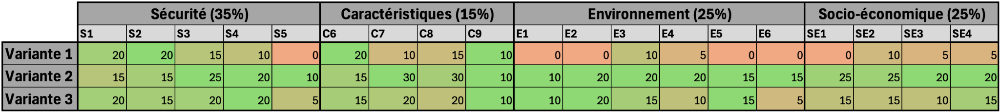 Sécurité (35%) Caractéristiques (15%) Environnement (25%) Socio-économique (25%)
S1 S2 S3 S4 S5 C6 C7 C8 C9 E1 E2 E3 E4 E5 E6 SE1 SE2 SE3 SE4
Variante 1 20 20 15 10 0 20 10 15 10 0 0 10 5 0 0 0 10 5 5
Variante 2 15 15 25 20 10 15 30 30 10 10 20 20 20 15 15 25 25 20 20
Variante 3 20 15 20 20 5 15 20 20 10 10 20 15 10 15 5 15 15 10 15